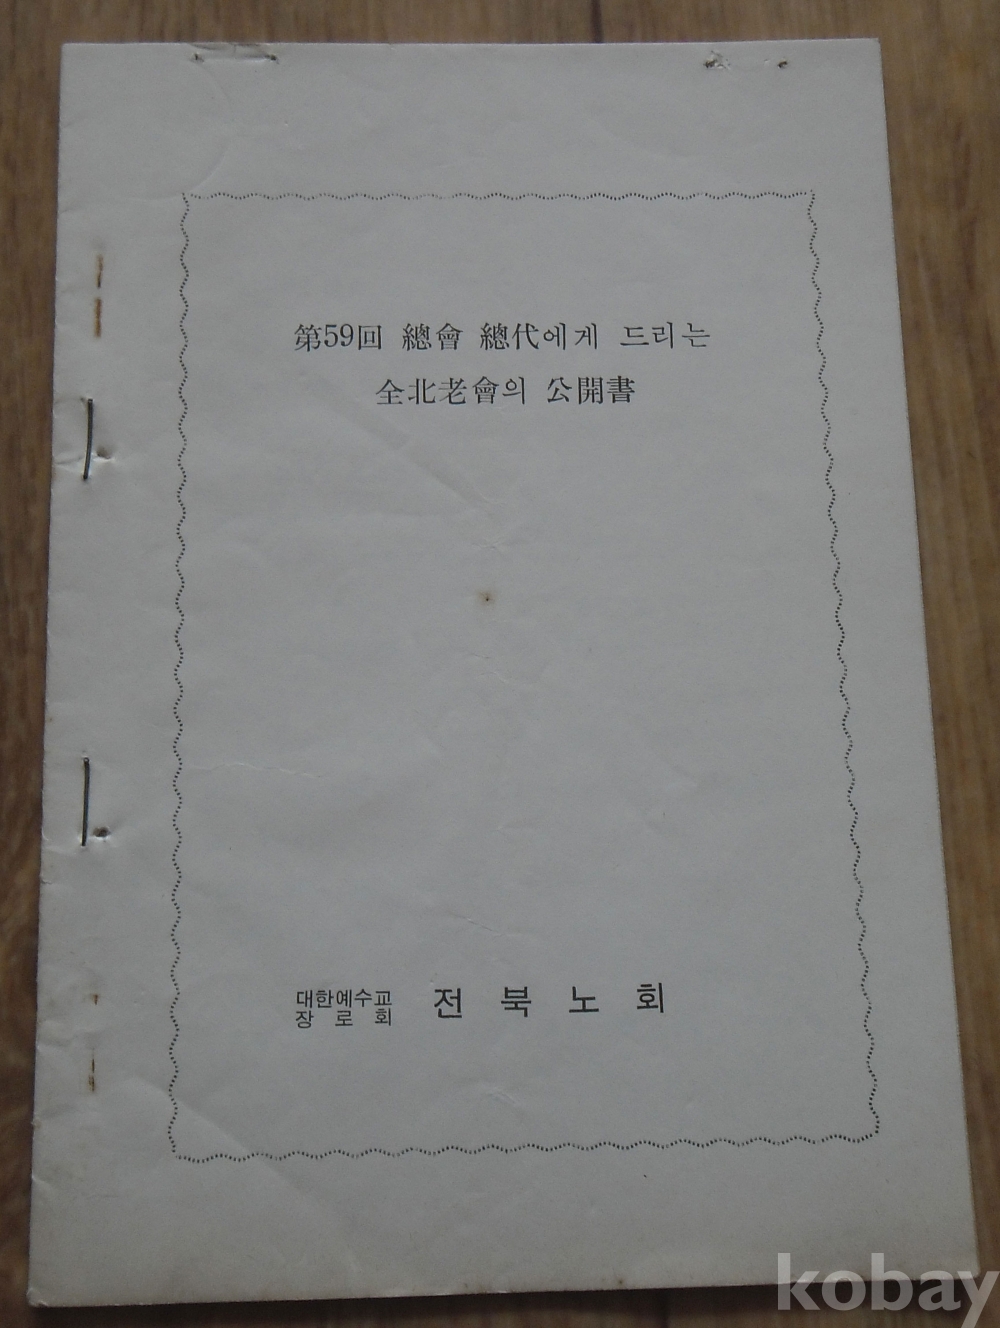 第59回 總會 總代에게 드리는
全北老會의 公開書
대한예수교
장로회 전북노회
kobay